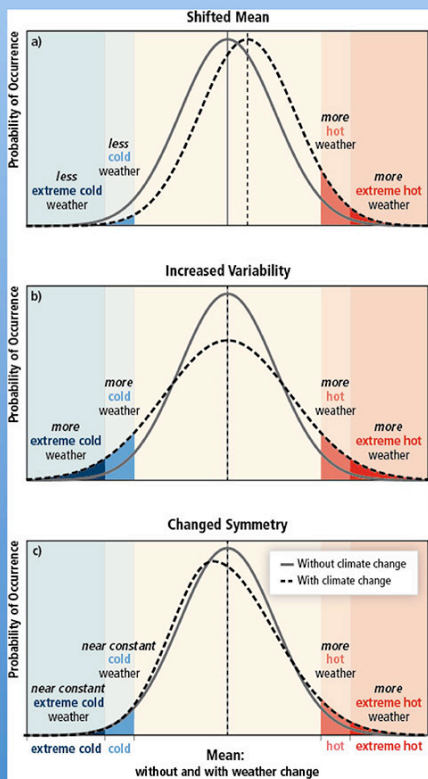 Shifted Mean
a)
Probability of Occurrence
less
cold
weather
less
extreme cold
weather
more
hot
weather
more
extreme hot
weather
Increased Variability
b)
Probability of Occurrence
more
cold
weather
more
extreme cold
weather
more
hot
weather
more
extreme hot
weather
Changed Symmetry
c)
Probability of Occurrence
Without climate change
With climate change
near constant
cold
weather
near constant
extreme cold
weather
more
hot
weather
more
extreme hot
weather
extreme cold
cold
Mean:
without and with weather change
hot
extreme hot